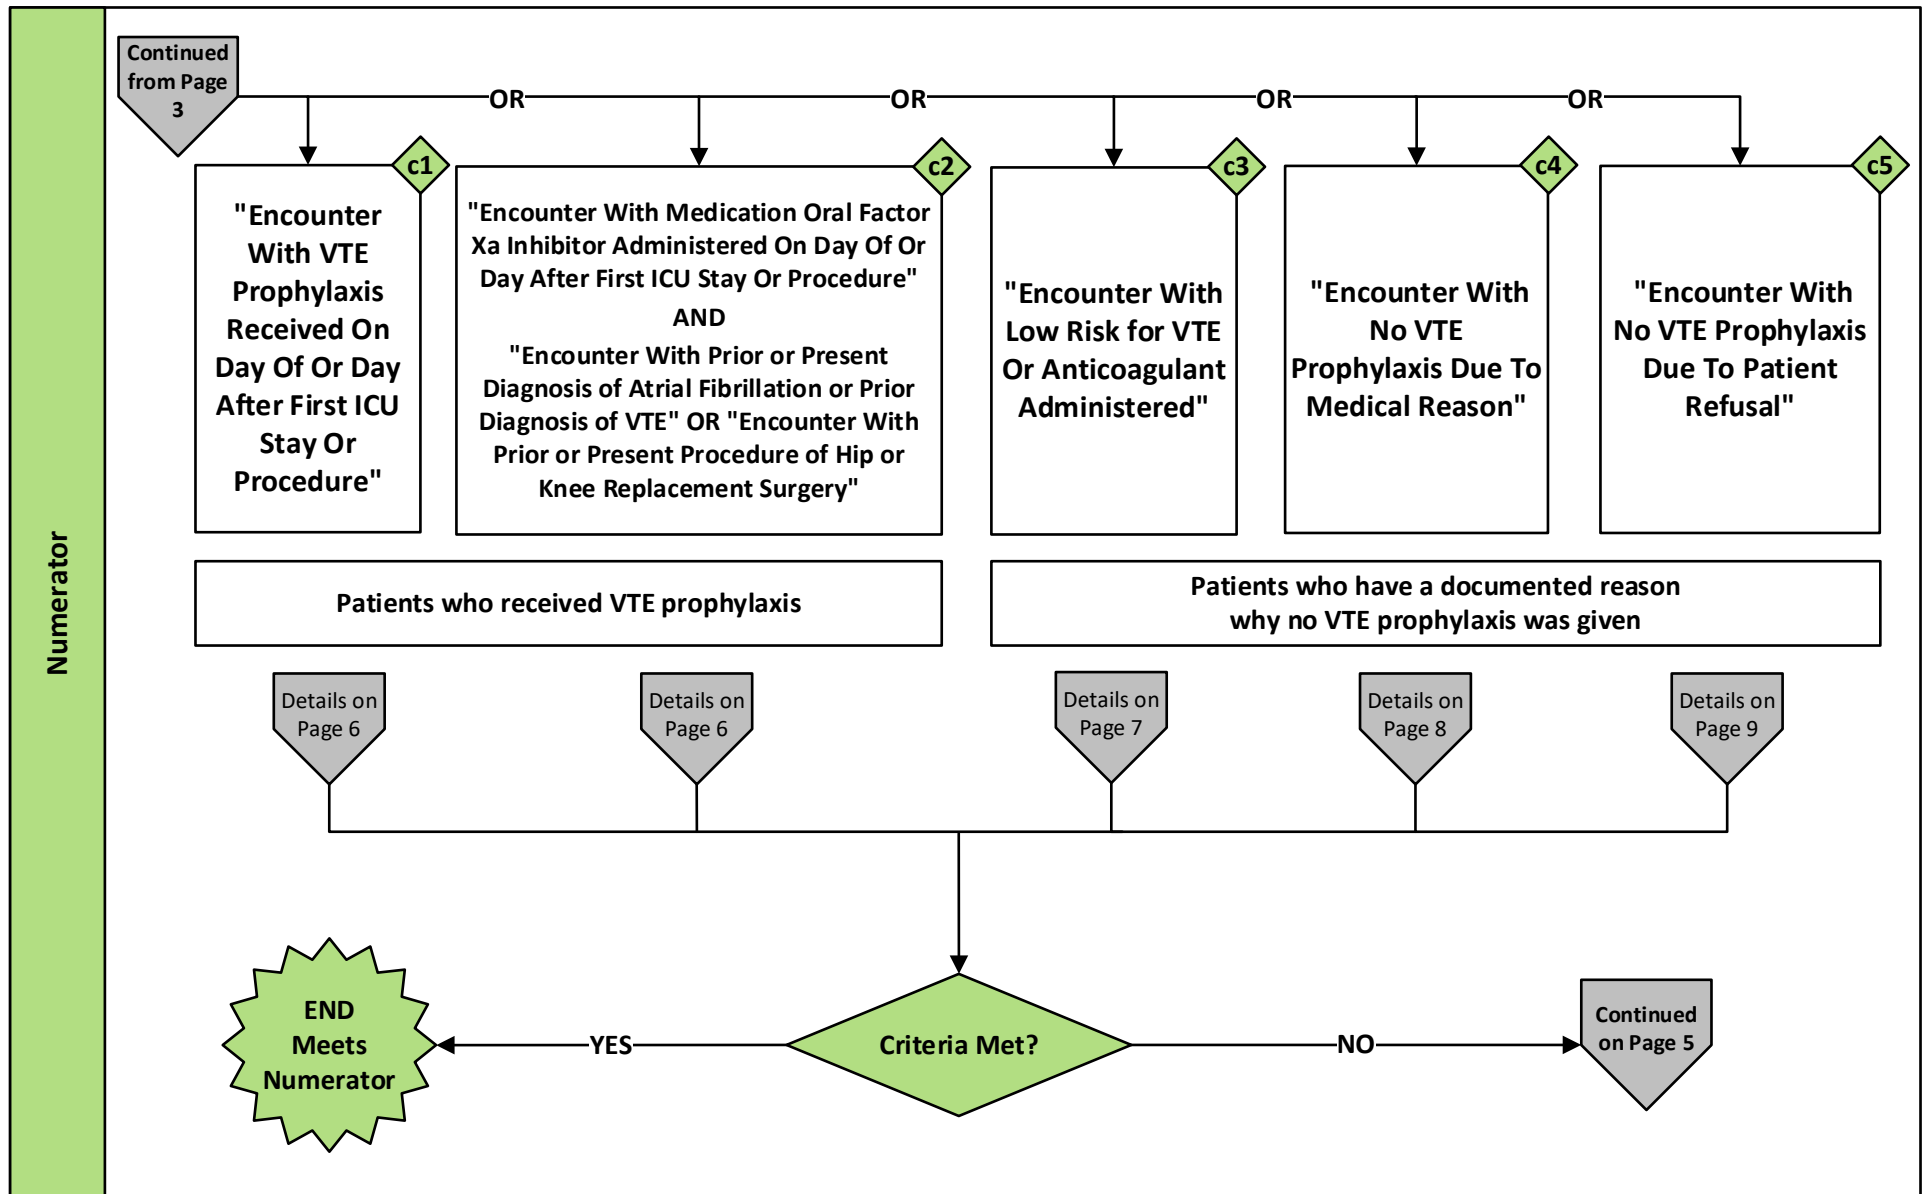 Numerator
Continued
from Page
3
OR
OR
OR
OR
c1
"Encounter
With VTE
Prophylaxis
Received On
Day Of Or Day
After First ICU
Stay Or
Procedure"
c2
"Encounter With Medication Oral Factor
Xa Inhibitor Administered On Day Of Or
Day After First ICU Stay Or Procedure"
AND
"Encounter With Prior or Present
Diagnosis of Atrial Fibrillation or Prior
Diagnosis of VTE" OR "Encounter With
Prior or Present Procedure of Hip or
Knee Replacement Surgery"
c3
"Encounter With
Low Risk for VTE
Or Anticoagulant
Administered"
c4
"Encounter With
No VTE
Prophylaxis Due To
Medical Reason"
c5
"Encounter With
No VTE Prophylaxis
Due To Patient
Refusal"
Patients who received VTE prophylaxis
Patients who have a documented reason
why no VTE prophylaxis was given
Details on
Page 6
Details on
Page 6
Details on
Page 7
Details on
Page 8
Details on
Page 9
END
Meets
Numerator
YES
Criteria Met?
NO
Continued
on Page 5